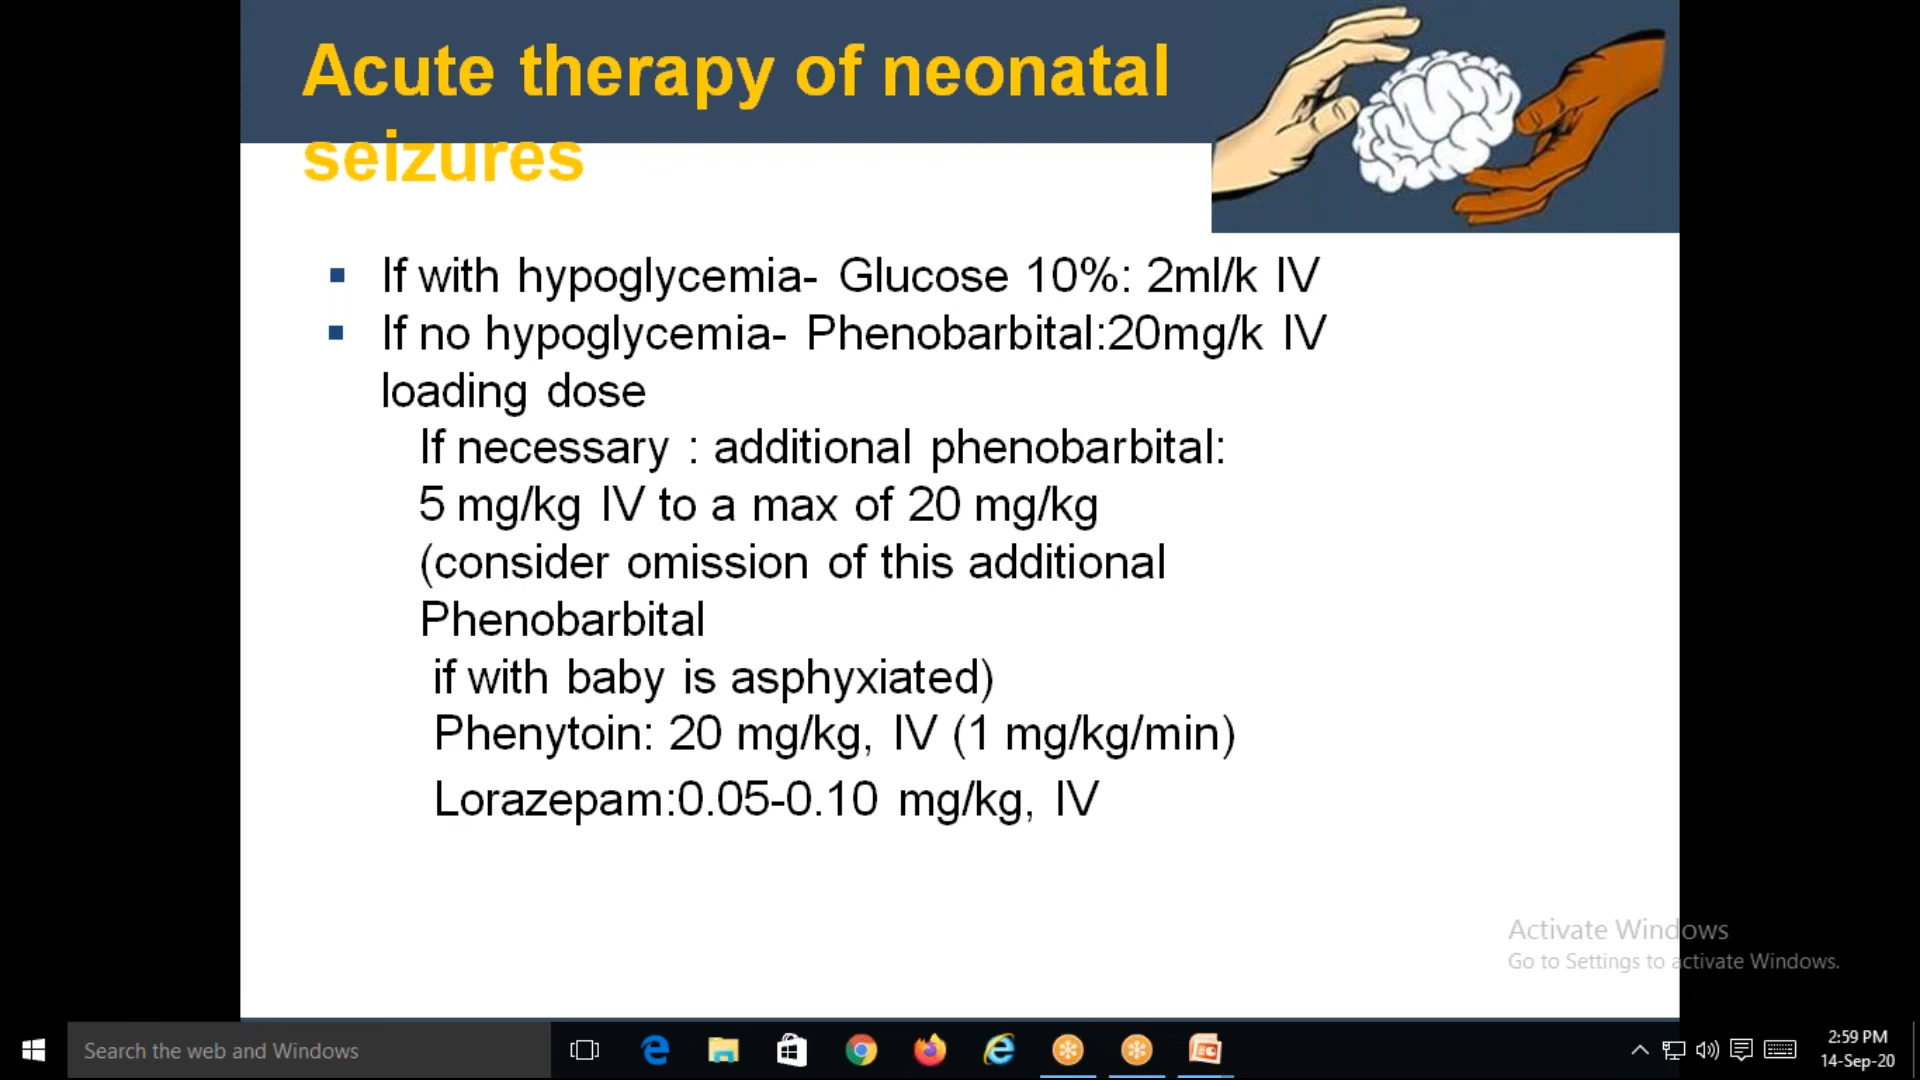 Acute therapy of neonatal
seizures
If with hypoglycemia- Glucose 10%: 2ml/k IV
If no hypoglycemia- Phenobarbital:20mg/k IV
loading dose
If necessary : additional phenobarbital:
5 mg/kg IV to a max of 20 mg/kg
(consider omission of this additional
Phenobarbital
if with baby is asphyxiated)
Phenytoin: 20 mg/kg, IV (1 mg/kg/min)
Lorazepam:0.05-0.10 mg/kg, IV
Activate Windows
Go to Settings to activate Windows.
Search the web and Windows
2:59 PM
14-Sep-20